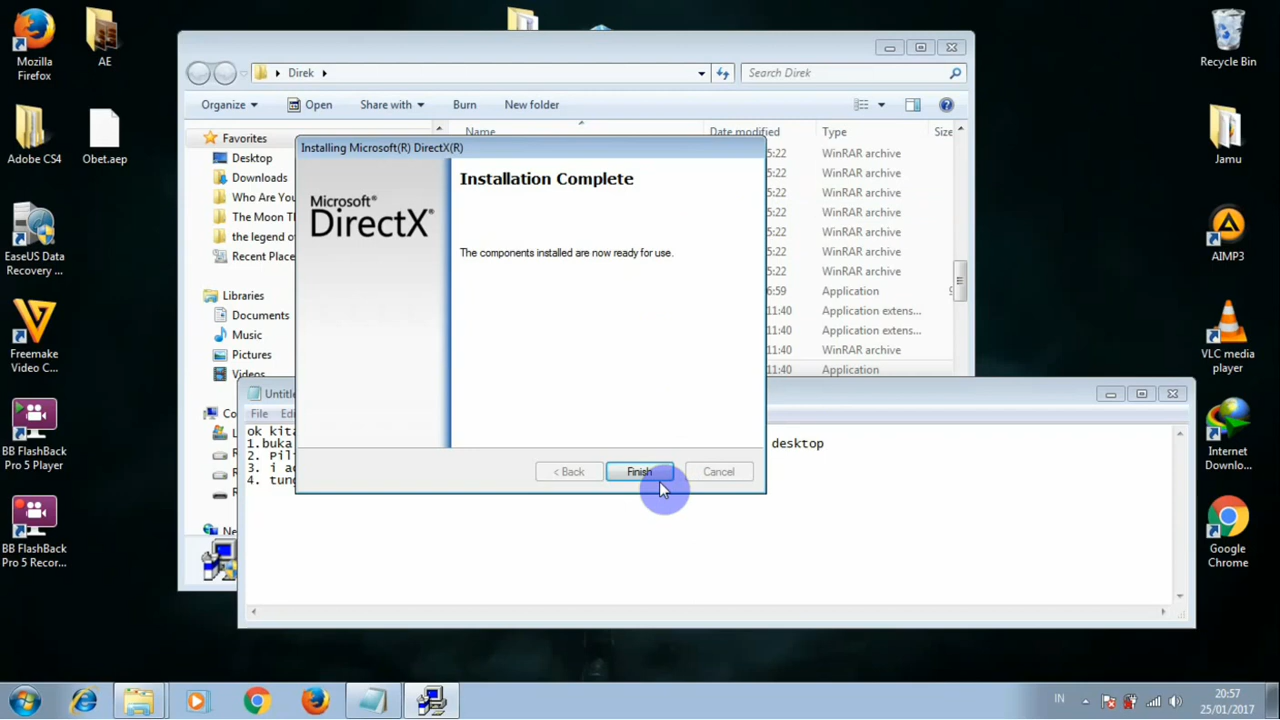 Mozilla
Firefox
AE
Adobe CS4
Obet.aep
EaseUS Data
Recovery ...
Freemake
Video C...
BB FlashBack
Pro 5 Player
BB FlashBack
Pro 5 Recor...
Recycle Bin
Jamu
AIMP3
VLC media
player
Internet
Downlo...
Google
Chrome
Direk
Search Direk
Organize
Open
Share with
Burn
New folder
Name
Date modified
Type
Size
Favorites
Desktop
Downloads
Who Are You
The Moon T
the legend o
Recent Place
Libraries
Documents
Music
Pictures
Videos
Co
Ne
5:22 WinRAR archive
5:22 WinRAR archive
5:22 WinRAR archive
5:22 WinRAR archive
5:22 WinRAR archive
5:22 WinRAR archive
5:22 WinRAR archive
6:59 Application
11:40 Application extens...
11:40 Application extens...
11:40 WinRAR archive
11:40 Application
Installing Microsoft(R) DirectX(R)
Microsoft®
DirectX®
Installation Complete
The components installed are now ready for use.
< Back
Finish
Cancel
Untitle
File
Edi
ok kita
1.buka desktop
2. Pil
3. i a
4. tung
IN
20:57
25/01/2017